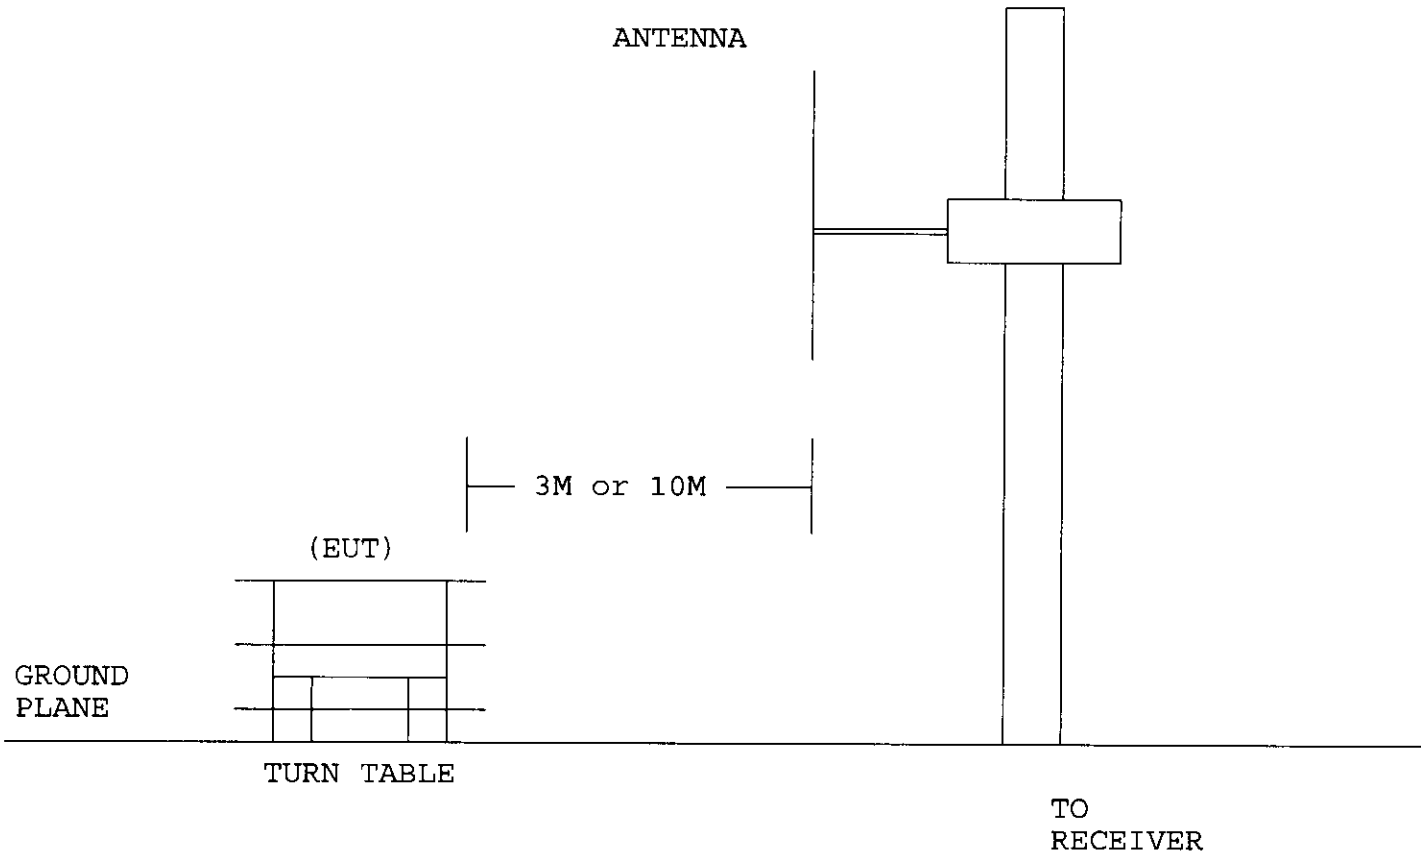 ANTENNA
3M or 10M
(EUT)
GROUND
PLANE
TURN TABLE
TO
RECEIVER